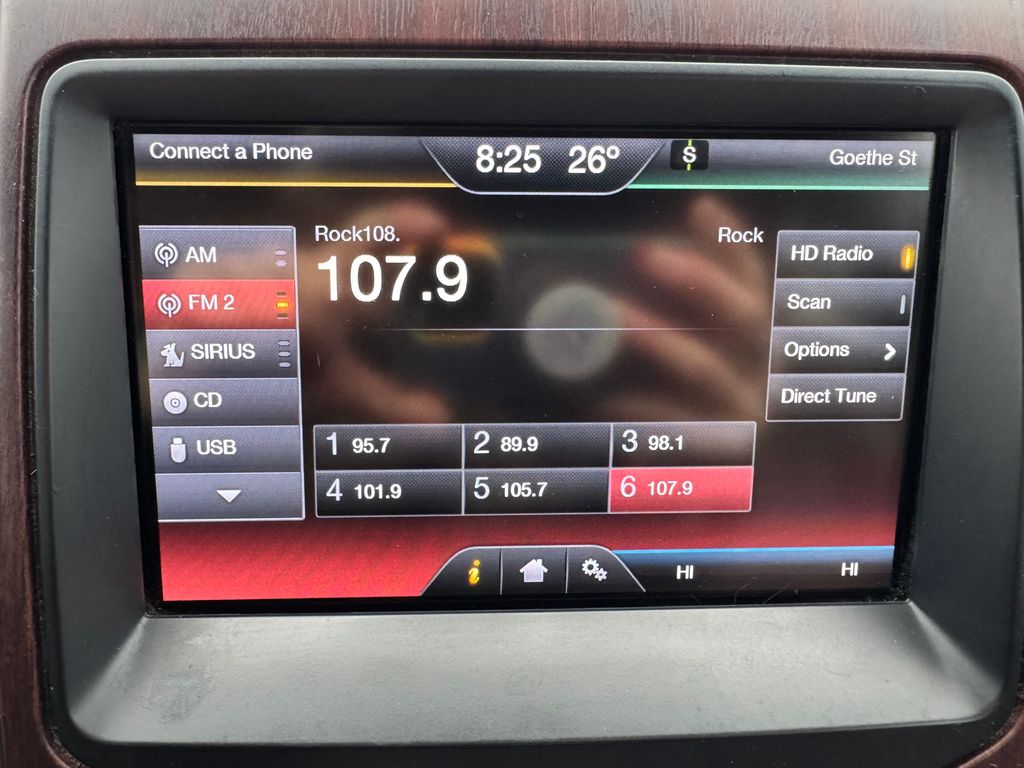 Connect a Phone
8:25 26°
S
Goethe St
AM
FM 2
SIRIUS
CD
USB
Rock108.
Rock
107.9
1 95.7
2 89.9
3 98.1
4 101.9
5 105.7
6 107.9
HD Radio
Scan
Options
Direct Tune
i
HI
HI